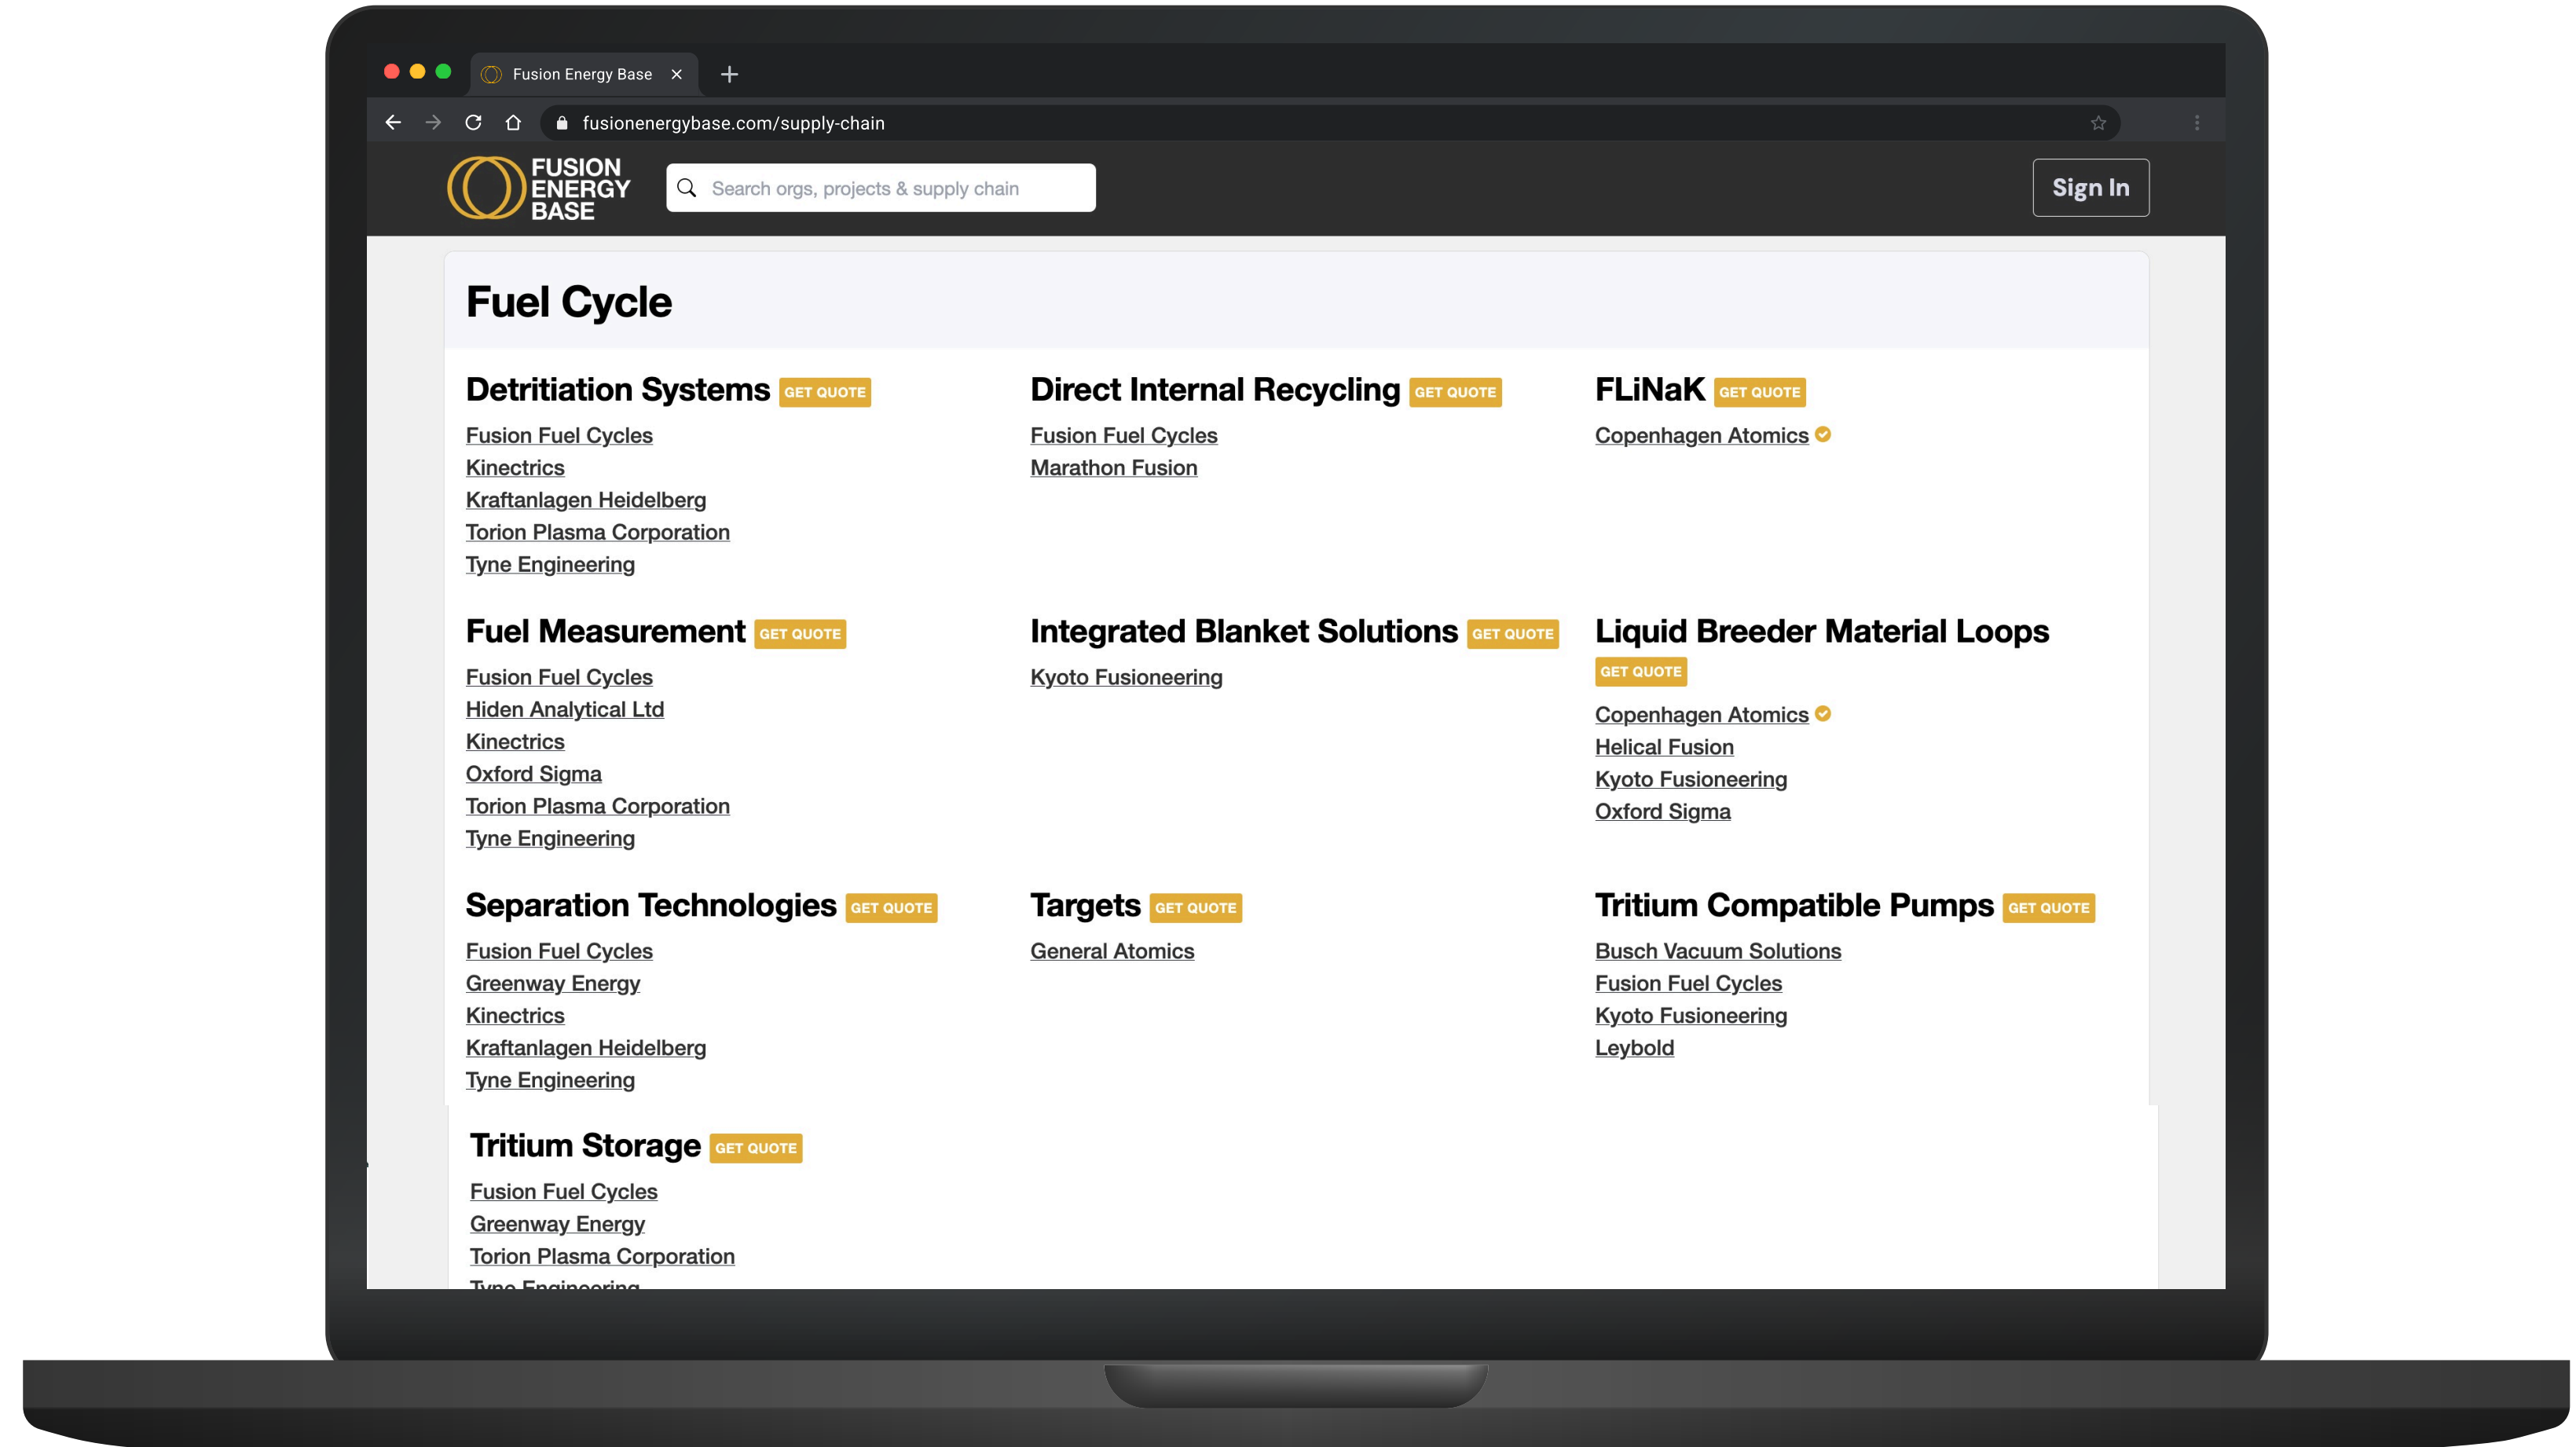 Fusion Energy Base
fusionenergybase.com/supply-chain
FUSION
ENERGY
BASE
Search orgs, projects & supply chain
Sign In
Fuel Cycle
Detritiation Systems GET QUOTE
Fusion Fuel Cycles
Kinectrics
Kraftanlagen Heidelberg
Torion Plasma Corporation
Tyne Engineering
Direct Internal Recycling GET QUOTE
Fusion Fuel Cycles
Marathon Fusion
FLiNaK GET QUOTE
Copenhagen Atomics
Fuel Measurement GET QUOTE
Fusion Fuel Cycles
Hiden Analytical Ltd
Kinectrics
Oxford Sigma
Torion Plasma Corporation
Tyne Engineering
Integrated Blanket Solutions GET QUOTE
Kyoto Fusioneering
Liquid Breeder Material Loops
GET QUOTE
Copenhagen Atomics
Helical Fusion
Kyoto Fusioneering
Oxford Sigma
Separation Technologies GET QUOTE
Fusion Fuel Cycles
Greenway Energy
Kinectrics
Kraftanlagen Heidelberg
Tyne Engineering
Targets GET QUOTE
General Atomics
Tritium Compatible Pumps GET QUOTE
Busch Vacuum Solutions
Fusion Fuel Cycles
Kyoto Fusioneering
Leybold
Tritium Storage GET QUOTE
Fusion Fuel Cycles
Greenway Energy
Torion Plasma Corporation
Tyne Engineering